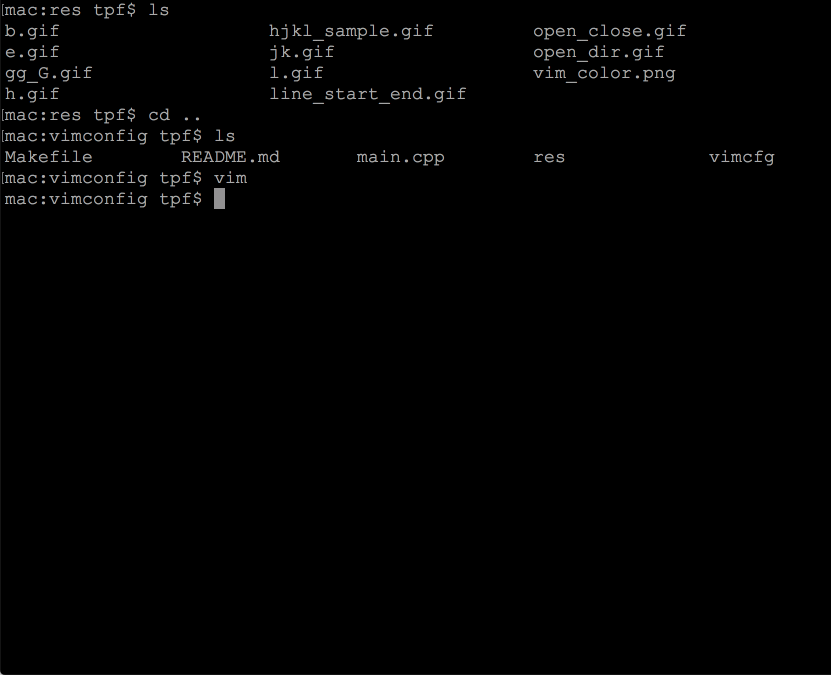 [mac:res tpf$ ls
b.gif hjkl_sample.gif open_close.gif
e.gif jk.gif open_dir.gif
gg_G.gif l.gif vim_color.png
h.gif line_start_end.gif
[mac:res tpf$ cd ..
[mac:vimconfig tpf$ ls
Makefile README.md main.cpp res vimcfg
[mac:vimconfig tpf$ vim
mac:vimconfig tpf$